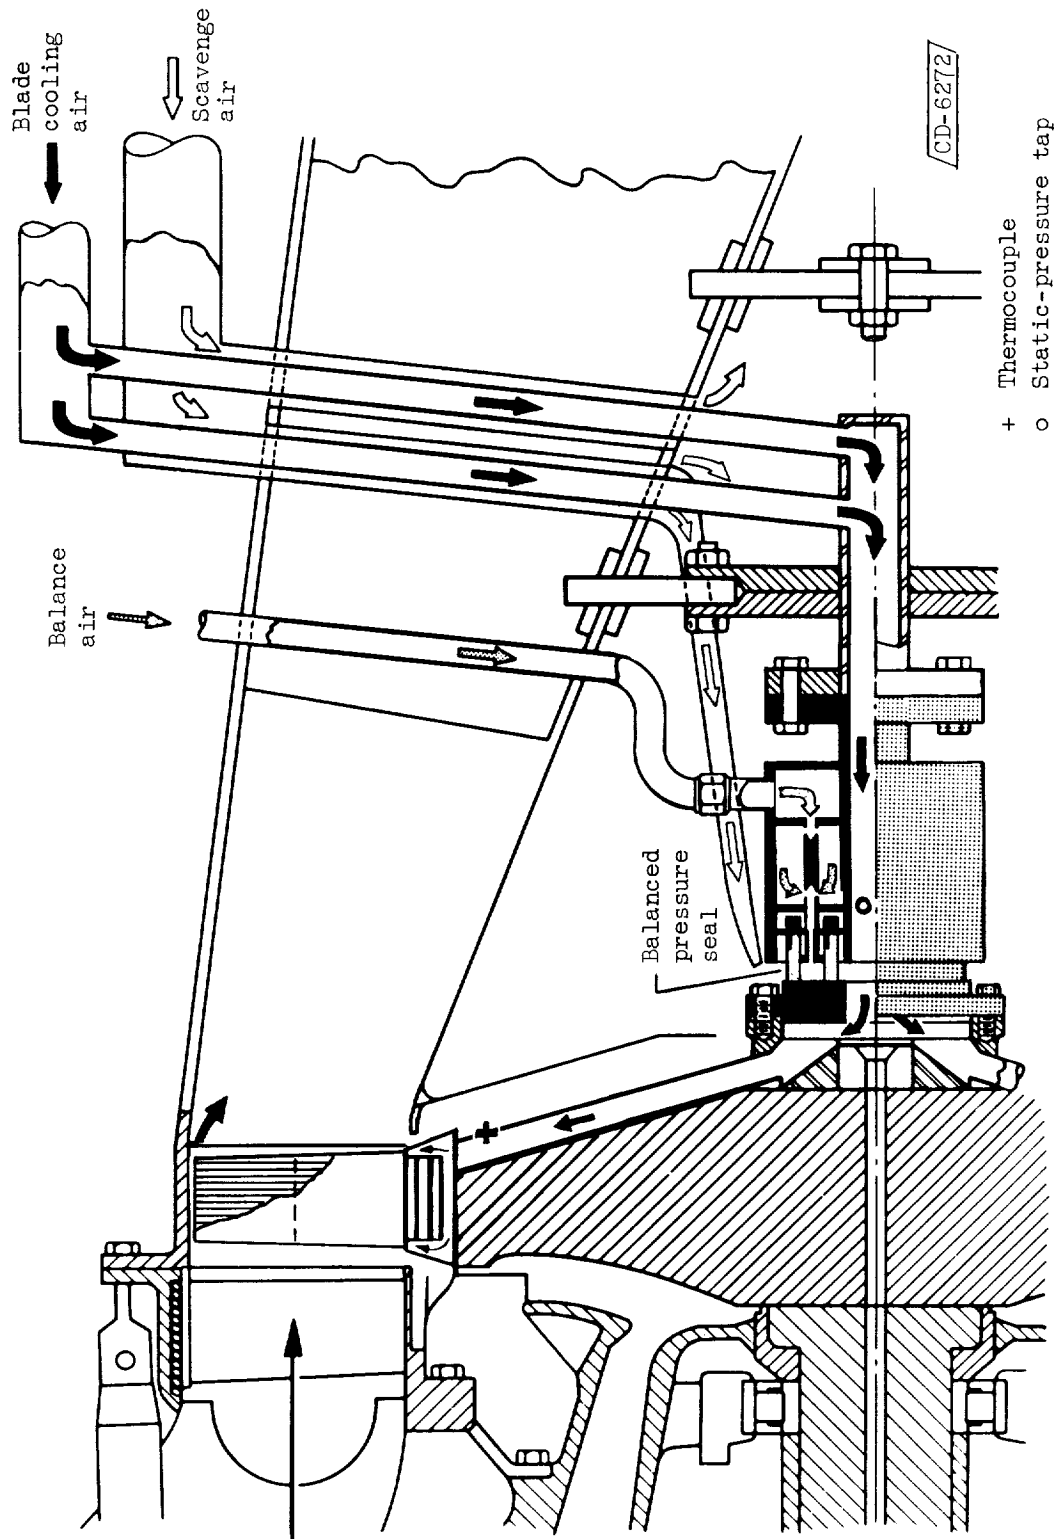 Blade
cooling
air
Scavenge
air
Balance
air
Balanced
pressure
seal
CD-6272
+ Thermocouple
o Static-pressure tap